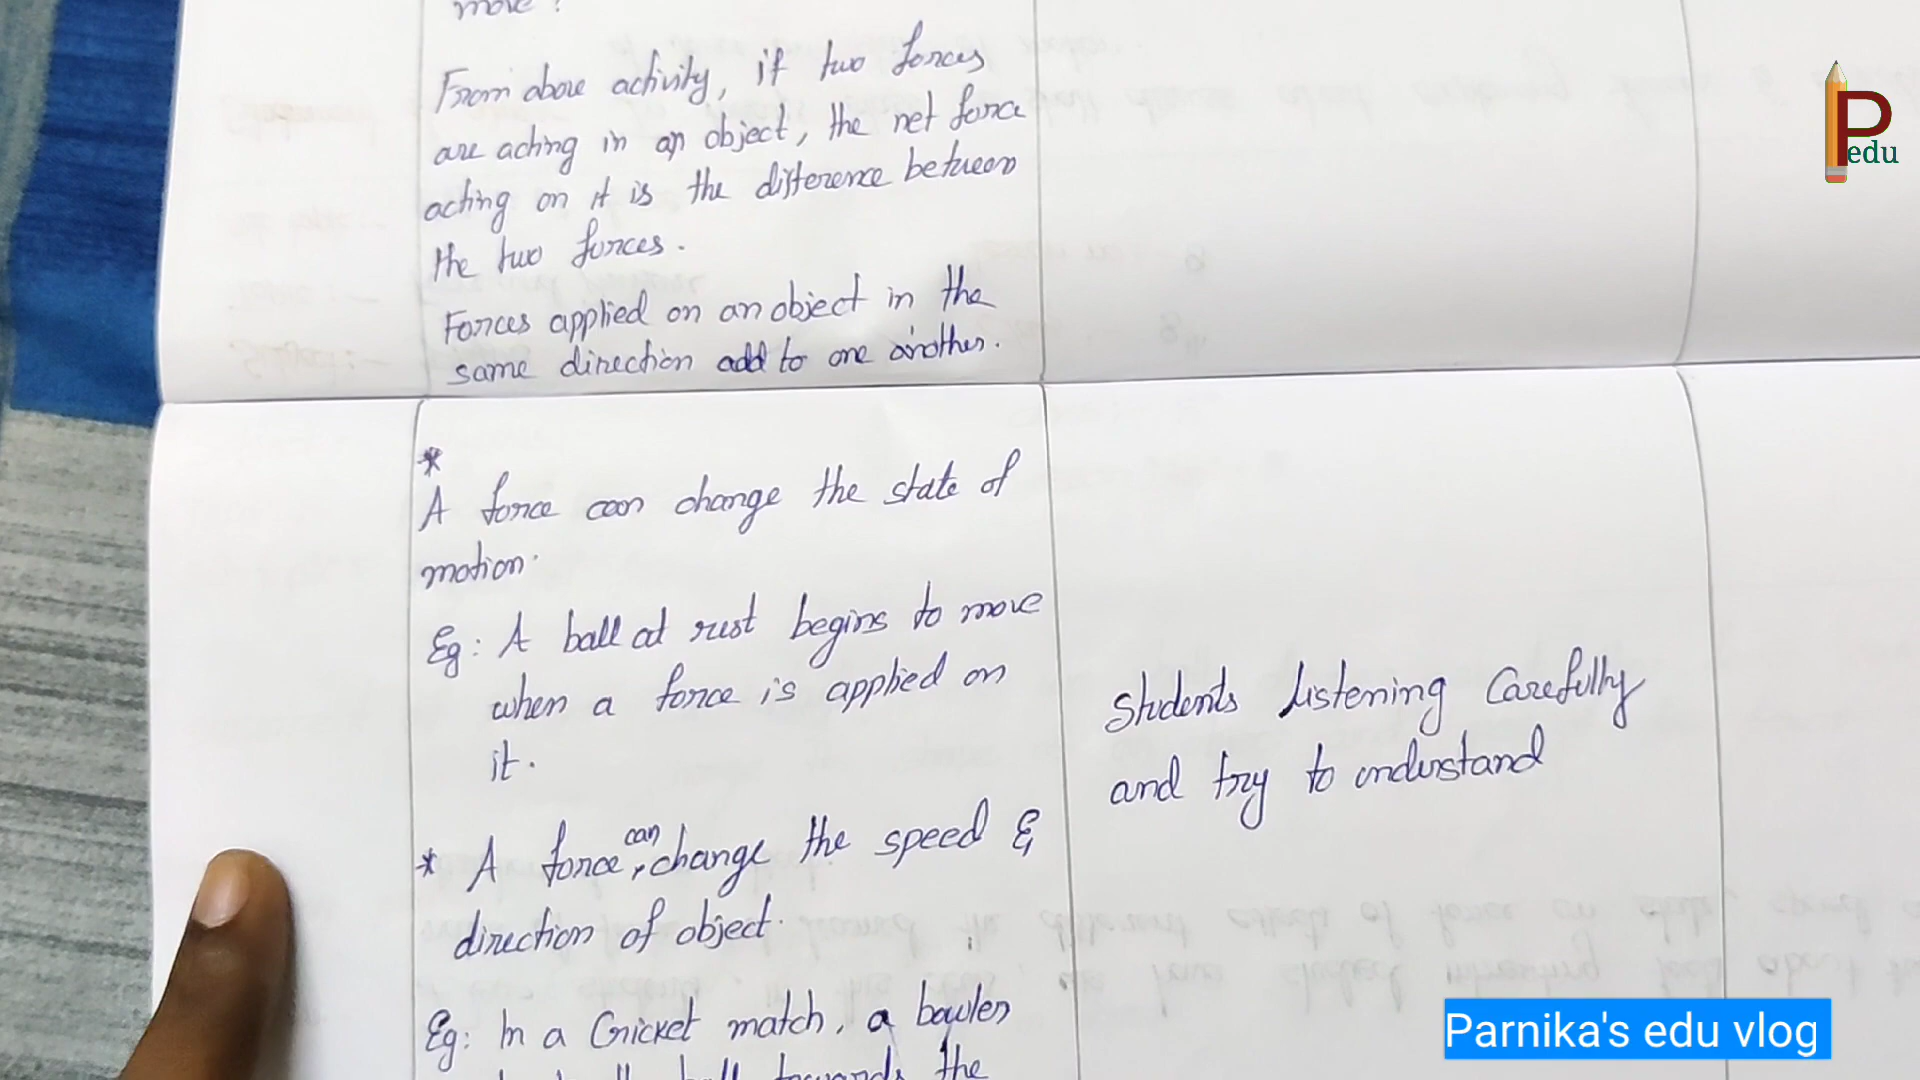 move ?
From above activity, if two forces
are acting in an object, the net force
acting on it is the difference between
the two forces.
Forces applied on an object in the
same direction add to one another.
*
A force can change the state of
motion.
Eg: A ball at rest begins to move
when a force is applied on
it.
* A force can change the speed &
direction of object.
Eg: In a Cricket match, a bowler
ball towards the
Students listening Carefully
and try to understand
P
edu
Parnika's edu vlog